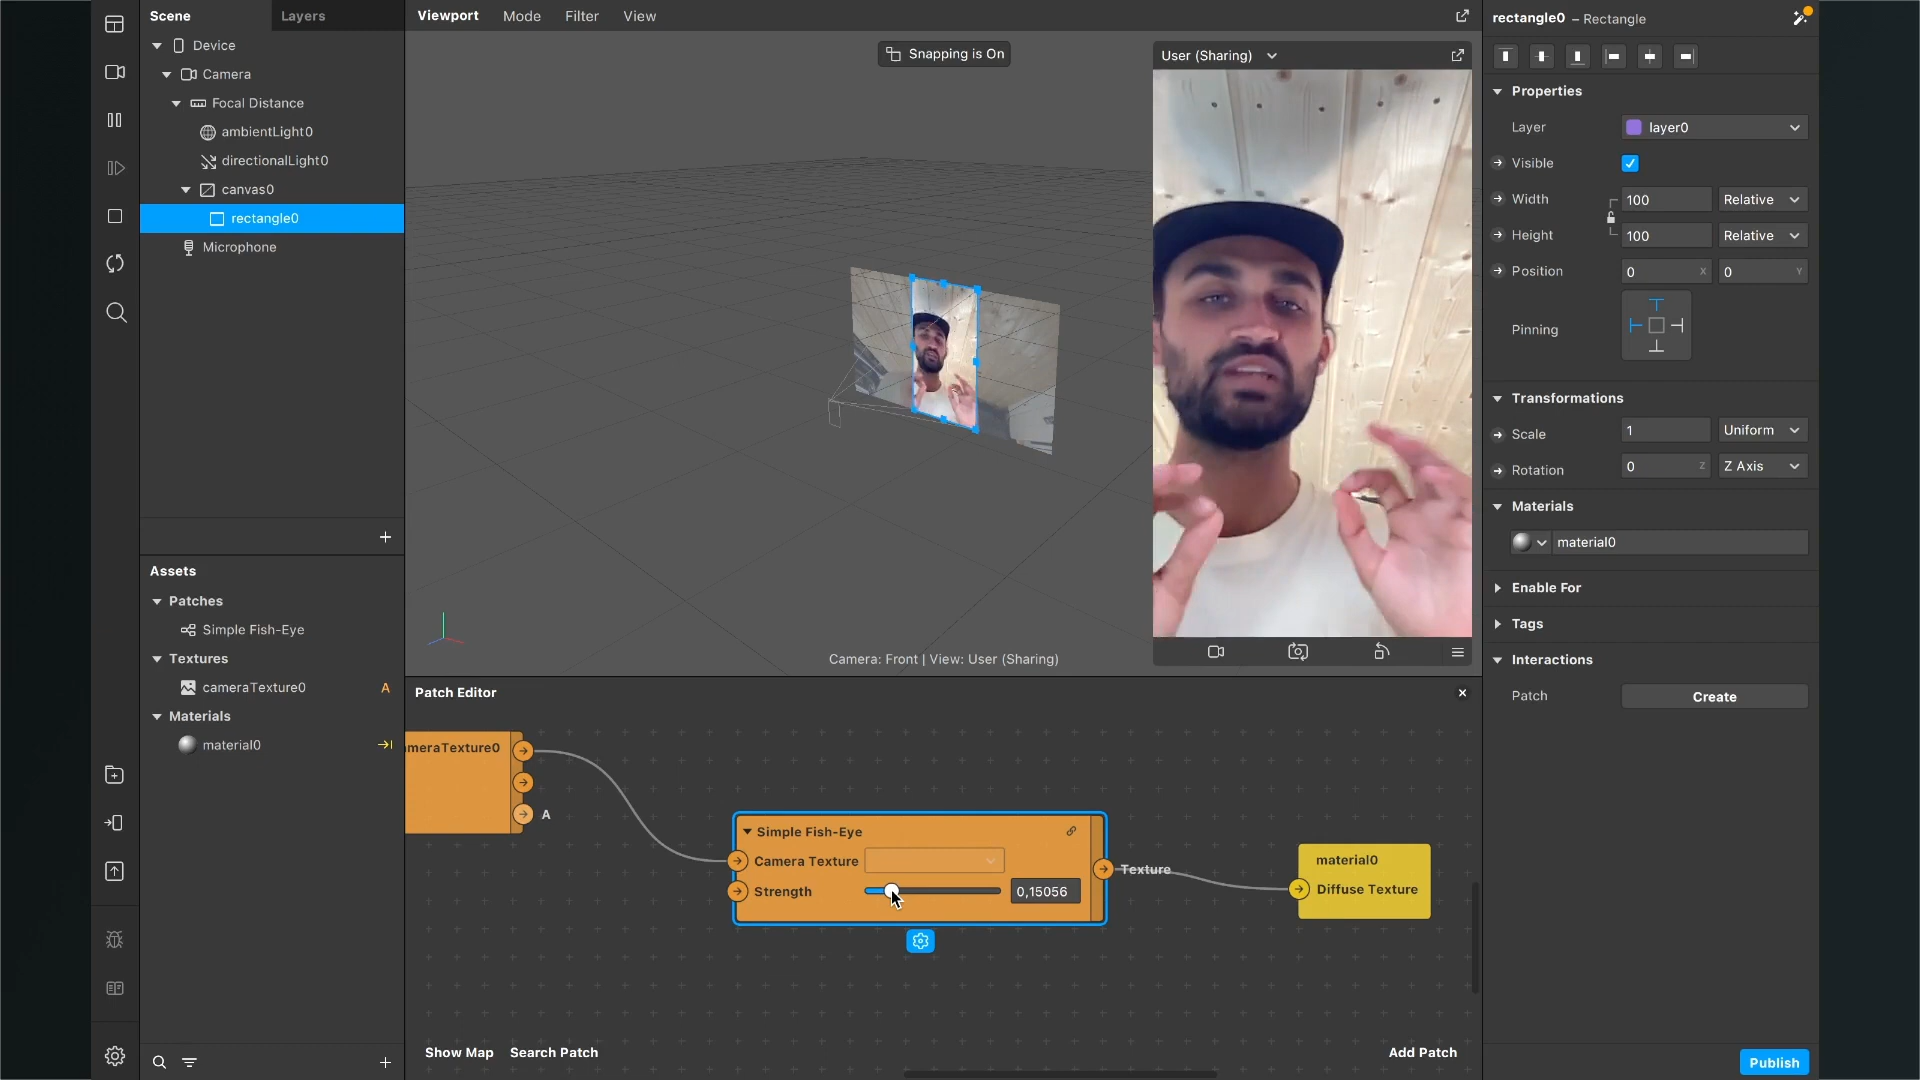 Scene
Layers
Device
Camera
Focal Distance
ambientLight0
directionalLight0
canvas0
rectangle0
Microphone
Assets
Patches
Simple Fish-Eye
Textures
cameraTexture0 A
Materials
material0
Viewport Mode Filter View
Snapping is On
User (Sharing)
Camera: Front | View: User (Sharing)
Patch Editor
meraTexture0
A
Simple Fish-Eye
Camera Texture
Strength 0,15056
Texture
material0
Diffuse Texture
Show Map Search Patch
Add Patch
rectangle0 – Rectangle
Properties
Layer layer0
Visible
Width 100 Relative
Height 100 Relative
Position 0 X 0 Y
Pinning
Transformations
Scale 1 Uniform
Rotation 0 Z Z Axis
Materials
material0
Enable For
Tags
Interactions
Patch Create
Publish